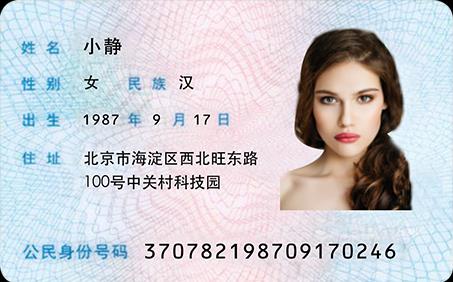 姓 名 小静
性 别 女 民 族 汉
出 生 1987 年 9 月 17 日
住 址 北京市海淀区西北旺东路
100号中关村科技园
公民身份号码 370782198709170246